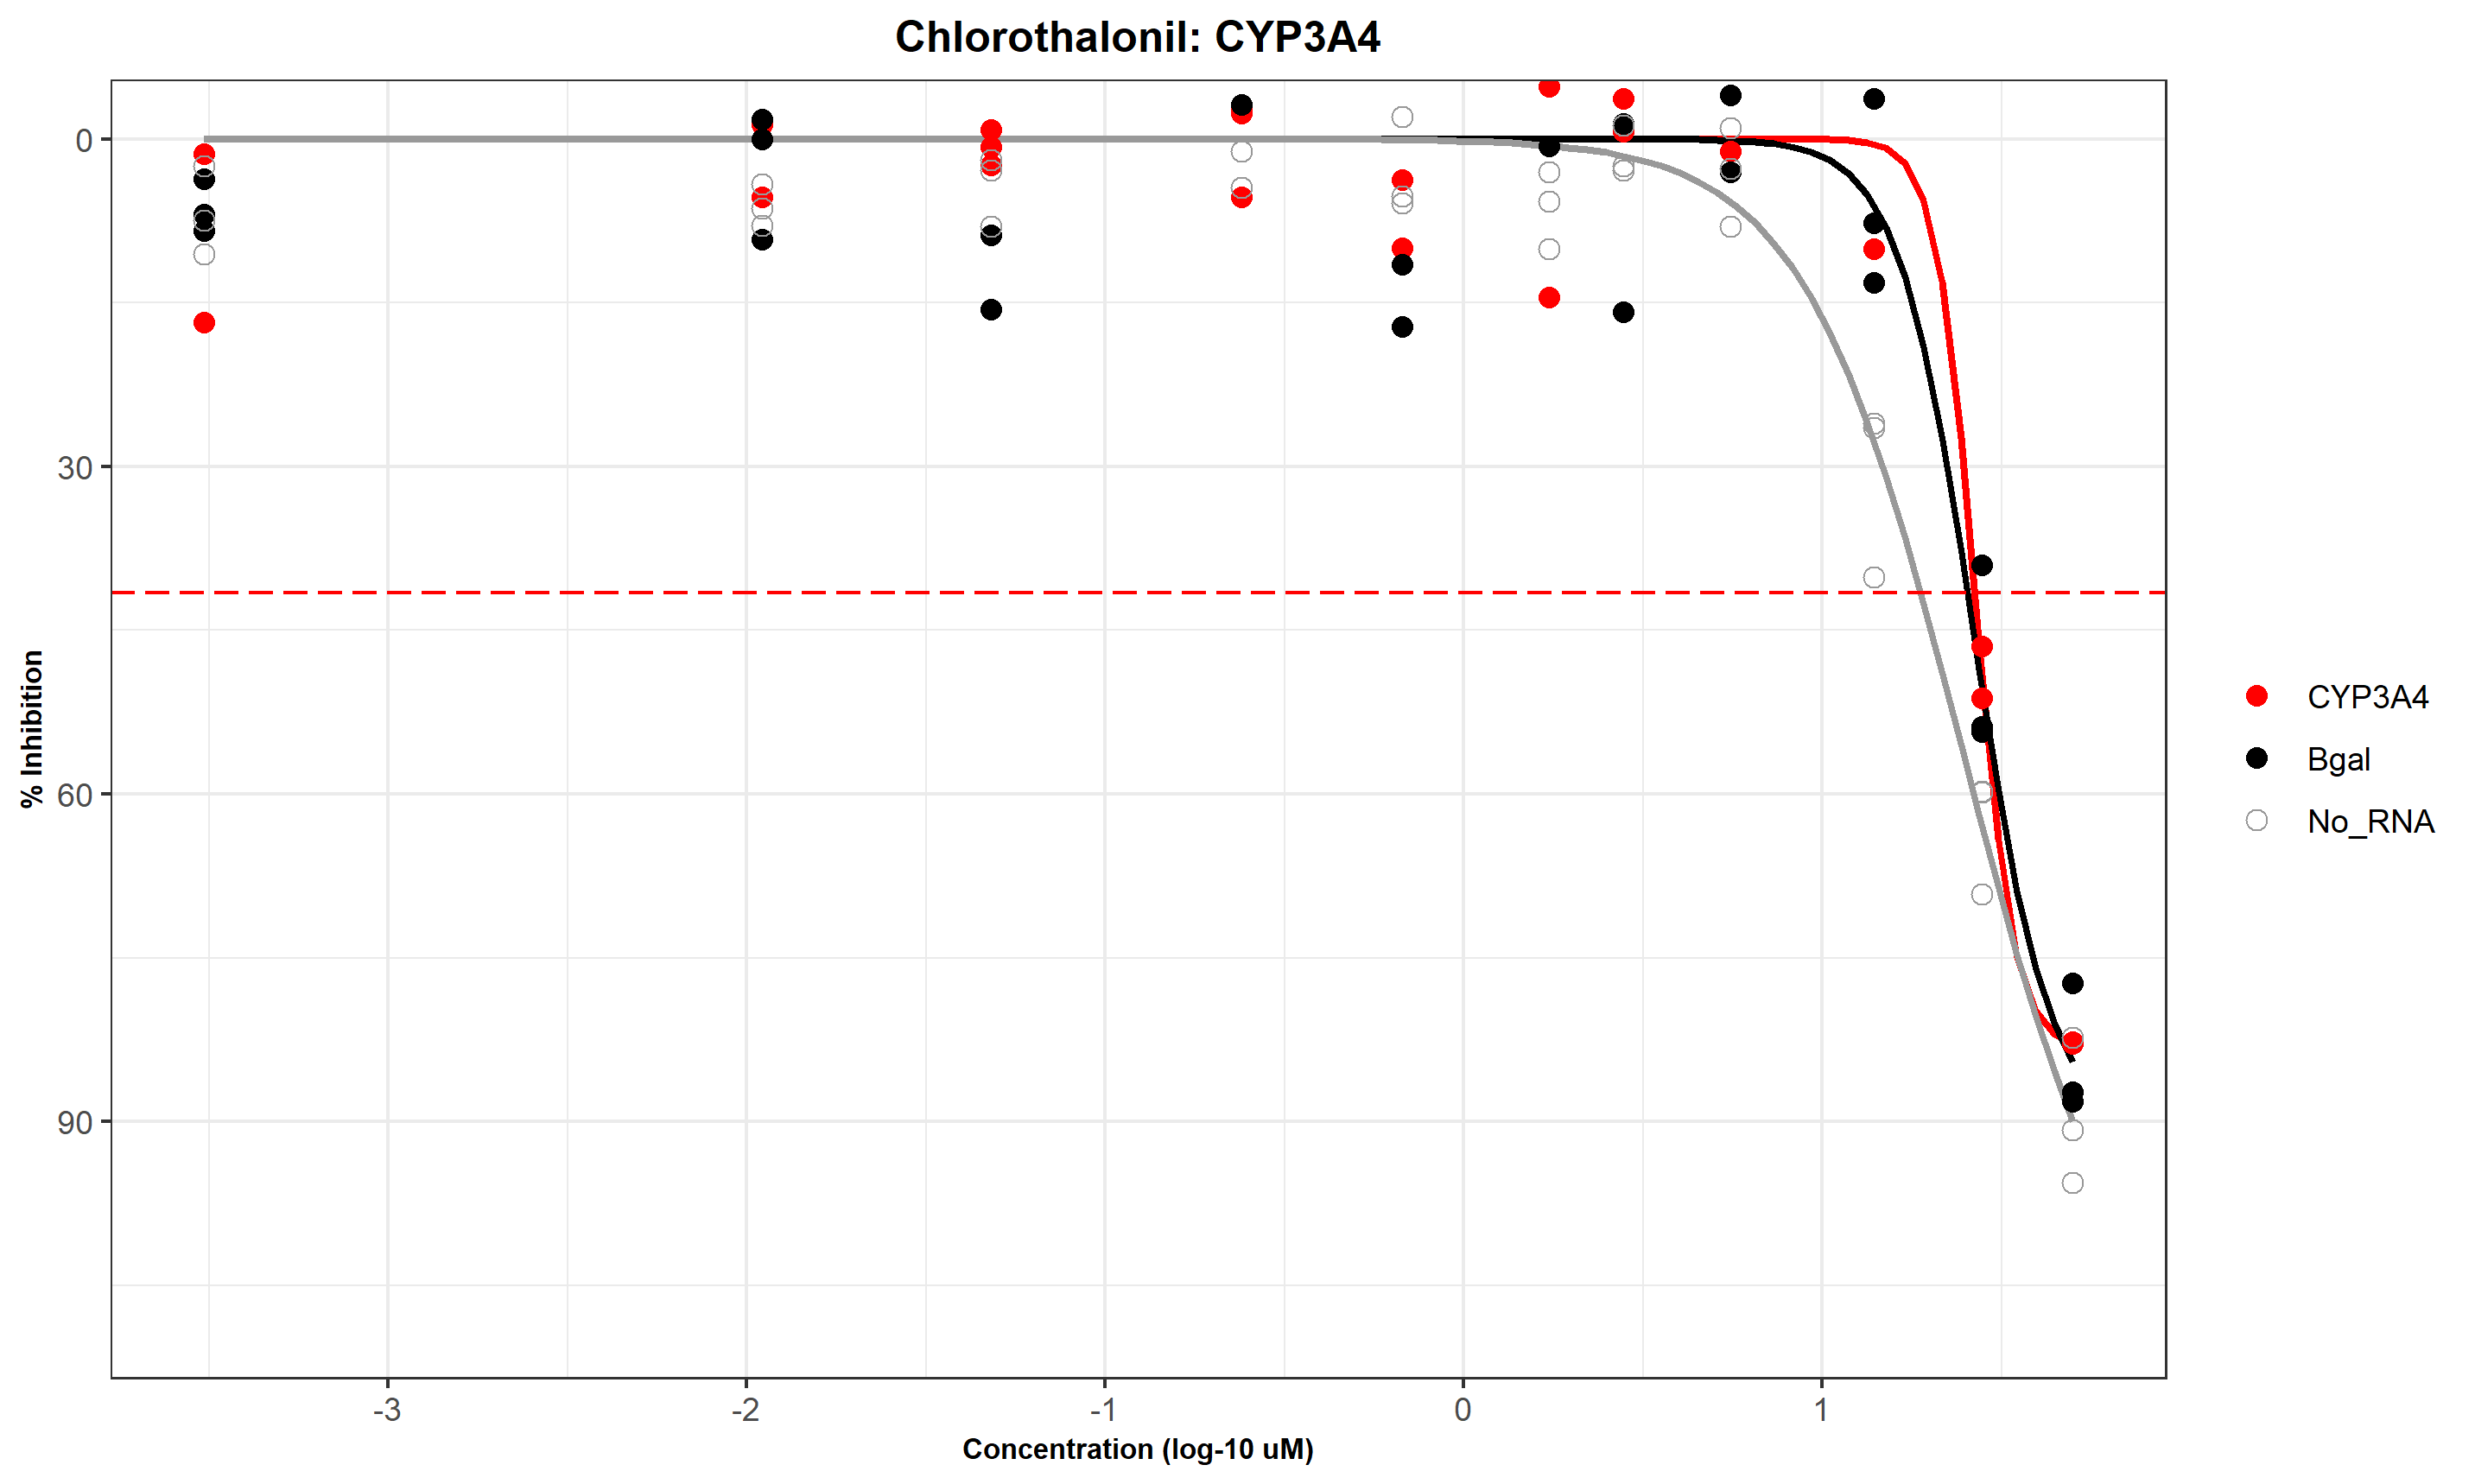 Chlorothalonil: CYP3A4
0
30
60
90
% Inhibition
-3
-2
-1
0
1
Concentration (log-10 uM)
CYP3A4
Bgal
No_RNA